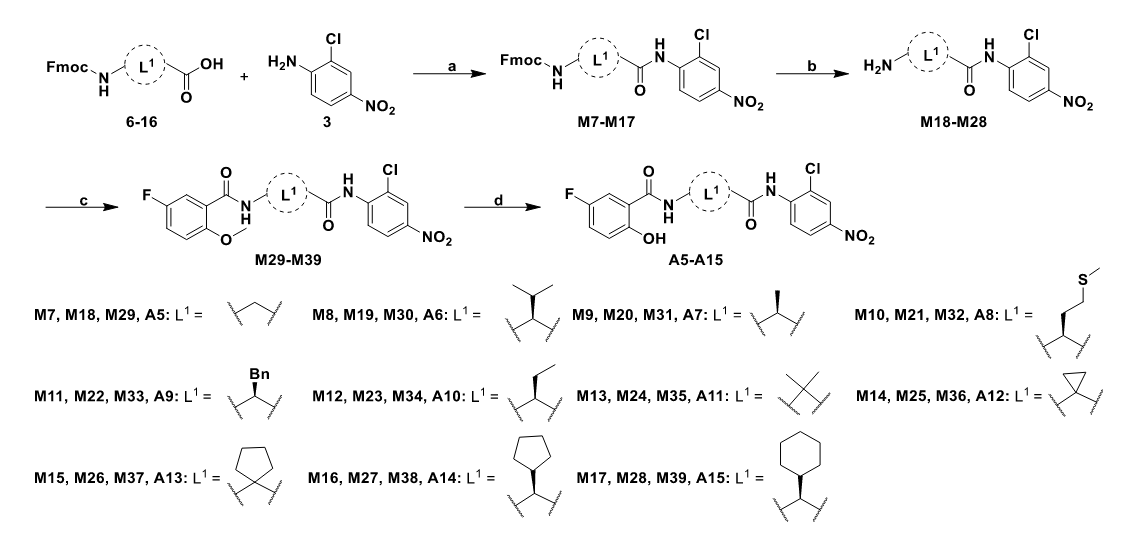 Fmoc N H L1 OH O + H2N Cl NO2 a Fmoc N H L1 H N O Cl NO2 b H2N L1 H N O Cl NO2
6-16 3 M7-M17 M18-M28
c F O N H O L1 O H N Cl NO2 d F O N H OH L1 O H N Cl NO2
M29-M39 A5-A15
M7, M18, M29, A5: L1 = M8, M19, M30, A6: L1 = M9, M20, M31, A7: L1 = M10, M21, M32, A8: L1 = S
M11, M22, M33, A9: L1 = Bn M12, M23, M34, A10: L1 = M13, M24, M35, A11: L1 = M14, M25, M36, A12: L1 =
M15, M26, M37, A13: L1 = M16, M27, M38, A14: L1 = M17, M28, M39, A15: L1 =